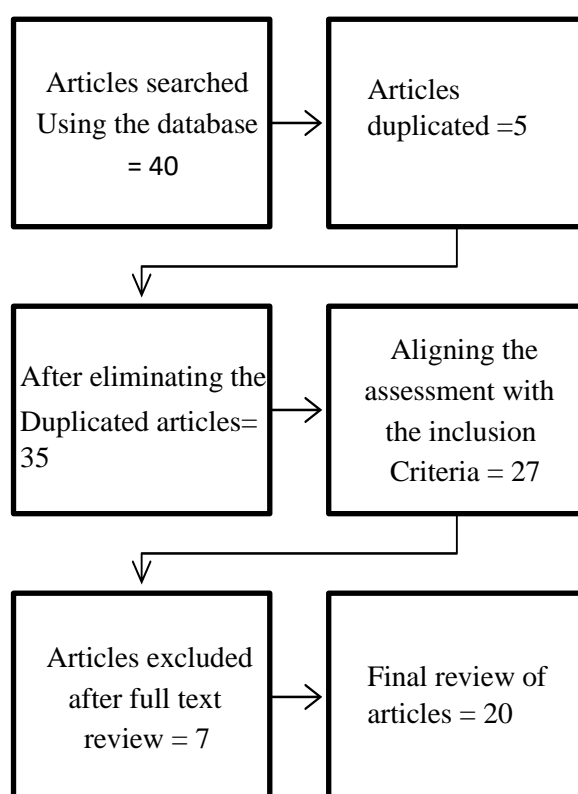 Articles searched
Using the database
= 40
Articles
duplicated =5
After eliminating the
Duplicated articles=
35
Aligning the
assessment with
the inclusion
Criteria = 27
Articles excluded
after full text
review = 7
Final review of
articles = 20